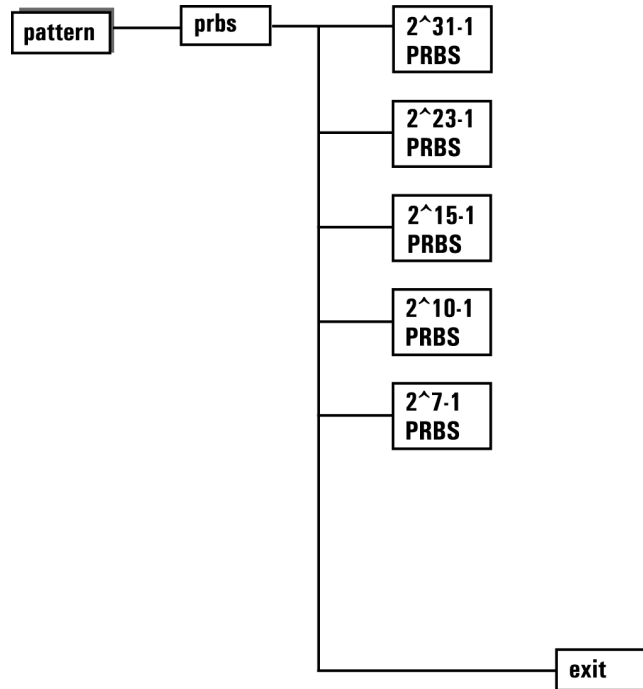 pattern
prbs
2^31-1
PRBS
2^23-1
PRBS
2^15-1
PRBS
2^10-1
PRBS
2^7-1
PRBS
exit